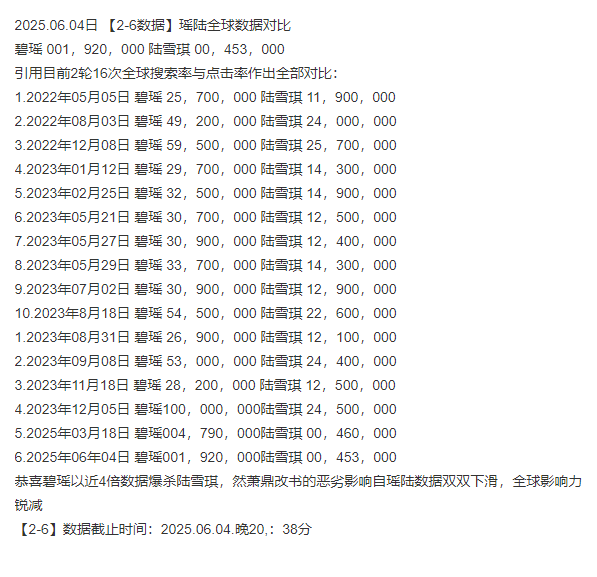 2025.06.04日 【2-6数据】瑶陆全球数据对比
碧瑶 001，920，000 陆雪琪 00，453，000
引用目前2轮16次全球搜索率与点击率作出全部对比：
1.2022年05月05日 碧瑶 25，700，000 陆雪琪 11，900，000
2.2022年08月03日 碧瑶 49，200，000 陆雪琪 24，000，000
3.2022年12月08日 碧瑶 59，500，000 陆雪琪 25，700，000
4.2023年01月12日 碧瑶 29，700，000 陆雪琪 14，300，000
5.2023年02月25日 碧瑶 32，500，000 陆雪琪 14，900，000
6.2023年05月21日 碧瑶 30，700，000 陆雪琪 12，500，000
7.2023年05月27日 碧瑶 30，900，000 陆雪琪 12，400，000
8.2023年05月29日 碧瑶 33，700，000 陆雪琪 14，300，000
9.2023年07月02日 碧瑶 30，900，000 陆雪琪 12，900，000
10.2023年8月18日 碧瑶 54，500，000 陆雪琪 22，600，000
1.2023年08月31日 碧瑶 26，900，000 陆雪琪 12，100，000
2.2023年09月08日 碧瑶 53，000，000 陆雪琪 24，400，000
3.2023年11月18日 碧瑶 28，200，000 陆雪琪 12，500，000
4.2023年12月05日 碧瑶100，000，000陆雪琪 24，500，000
5.2025年03月18日 碧瑶004，790，000陆雪琪 00，460，000
6.2025年06年04日 碧瑶001，920，000陆雪琪 00，453，000
恭喜碧瑶以近4倍数据爆杀陆雪琪，然萧鼎改书的恶劣影响自瑶陆数据双双下滑，全球影响力
锐减
【2-6】数据截止时间：2025.06.04.晚20,：38分